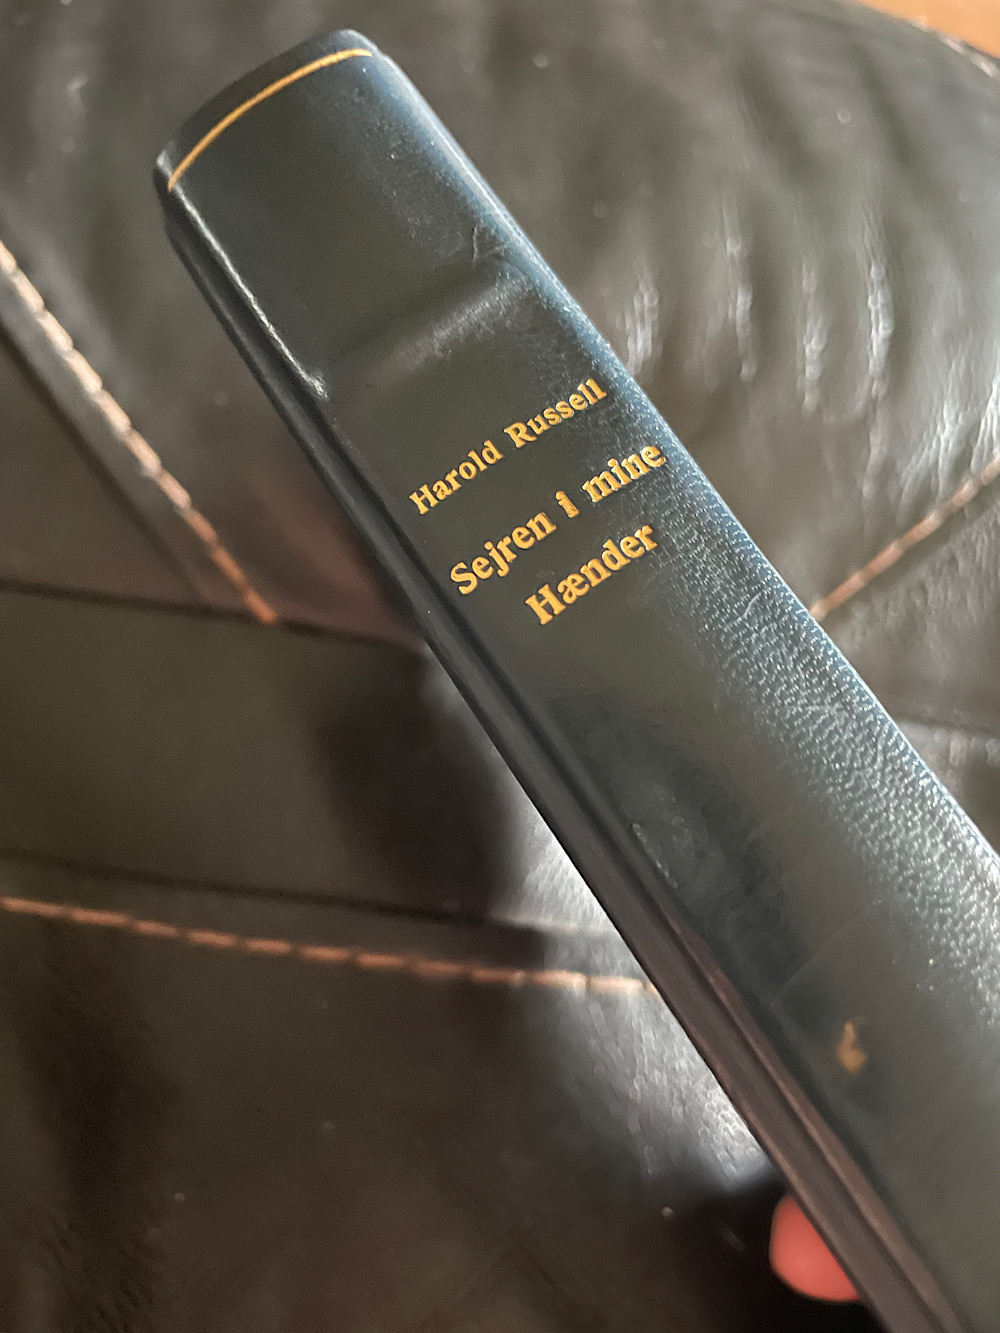 Harold Russell
Sejren i mine
Hænder